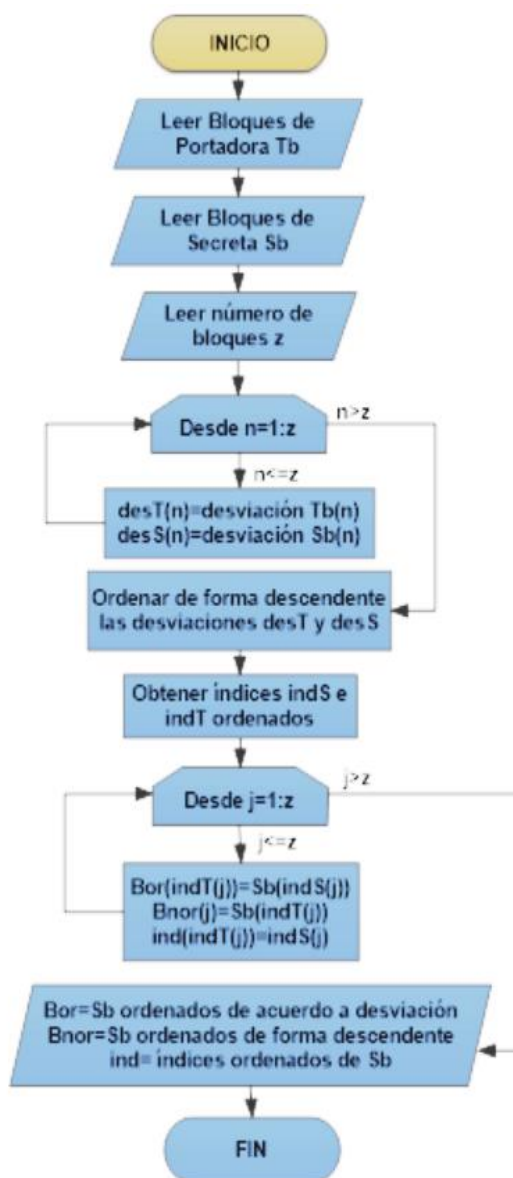 INICIO
Leer Bloques de
Portadora Tb
Leer Bloques de
Secreta Sb
Leer número de
bloques z
Desde n=1:z
n>z
n<=z
desT(n)=desviación Tb(n)
desS(n)=desviación Sb(n)
Ordenar de forma descendente
las desviaciones desT y desS
Obtener índices indS e
indT ordenados
Desde j=1:z
j>z
j<=z
Bor(indT(j))=Sb(indS(j))
Bnor(j)=Sb(indT(j))
ind(indT(j))=indS(j)
Bor=Sb ordenados de acuerdo a desviación
Bnor=Sb ordenados de forma descendente
ind= índices ordenados de Sb
FIN